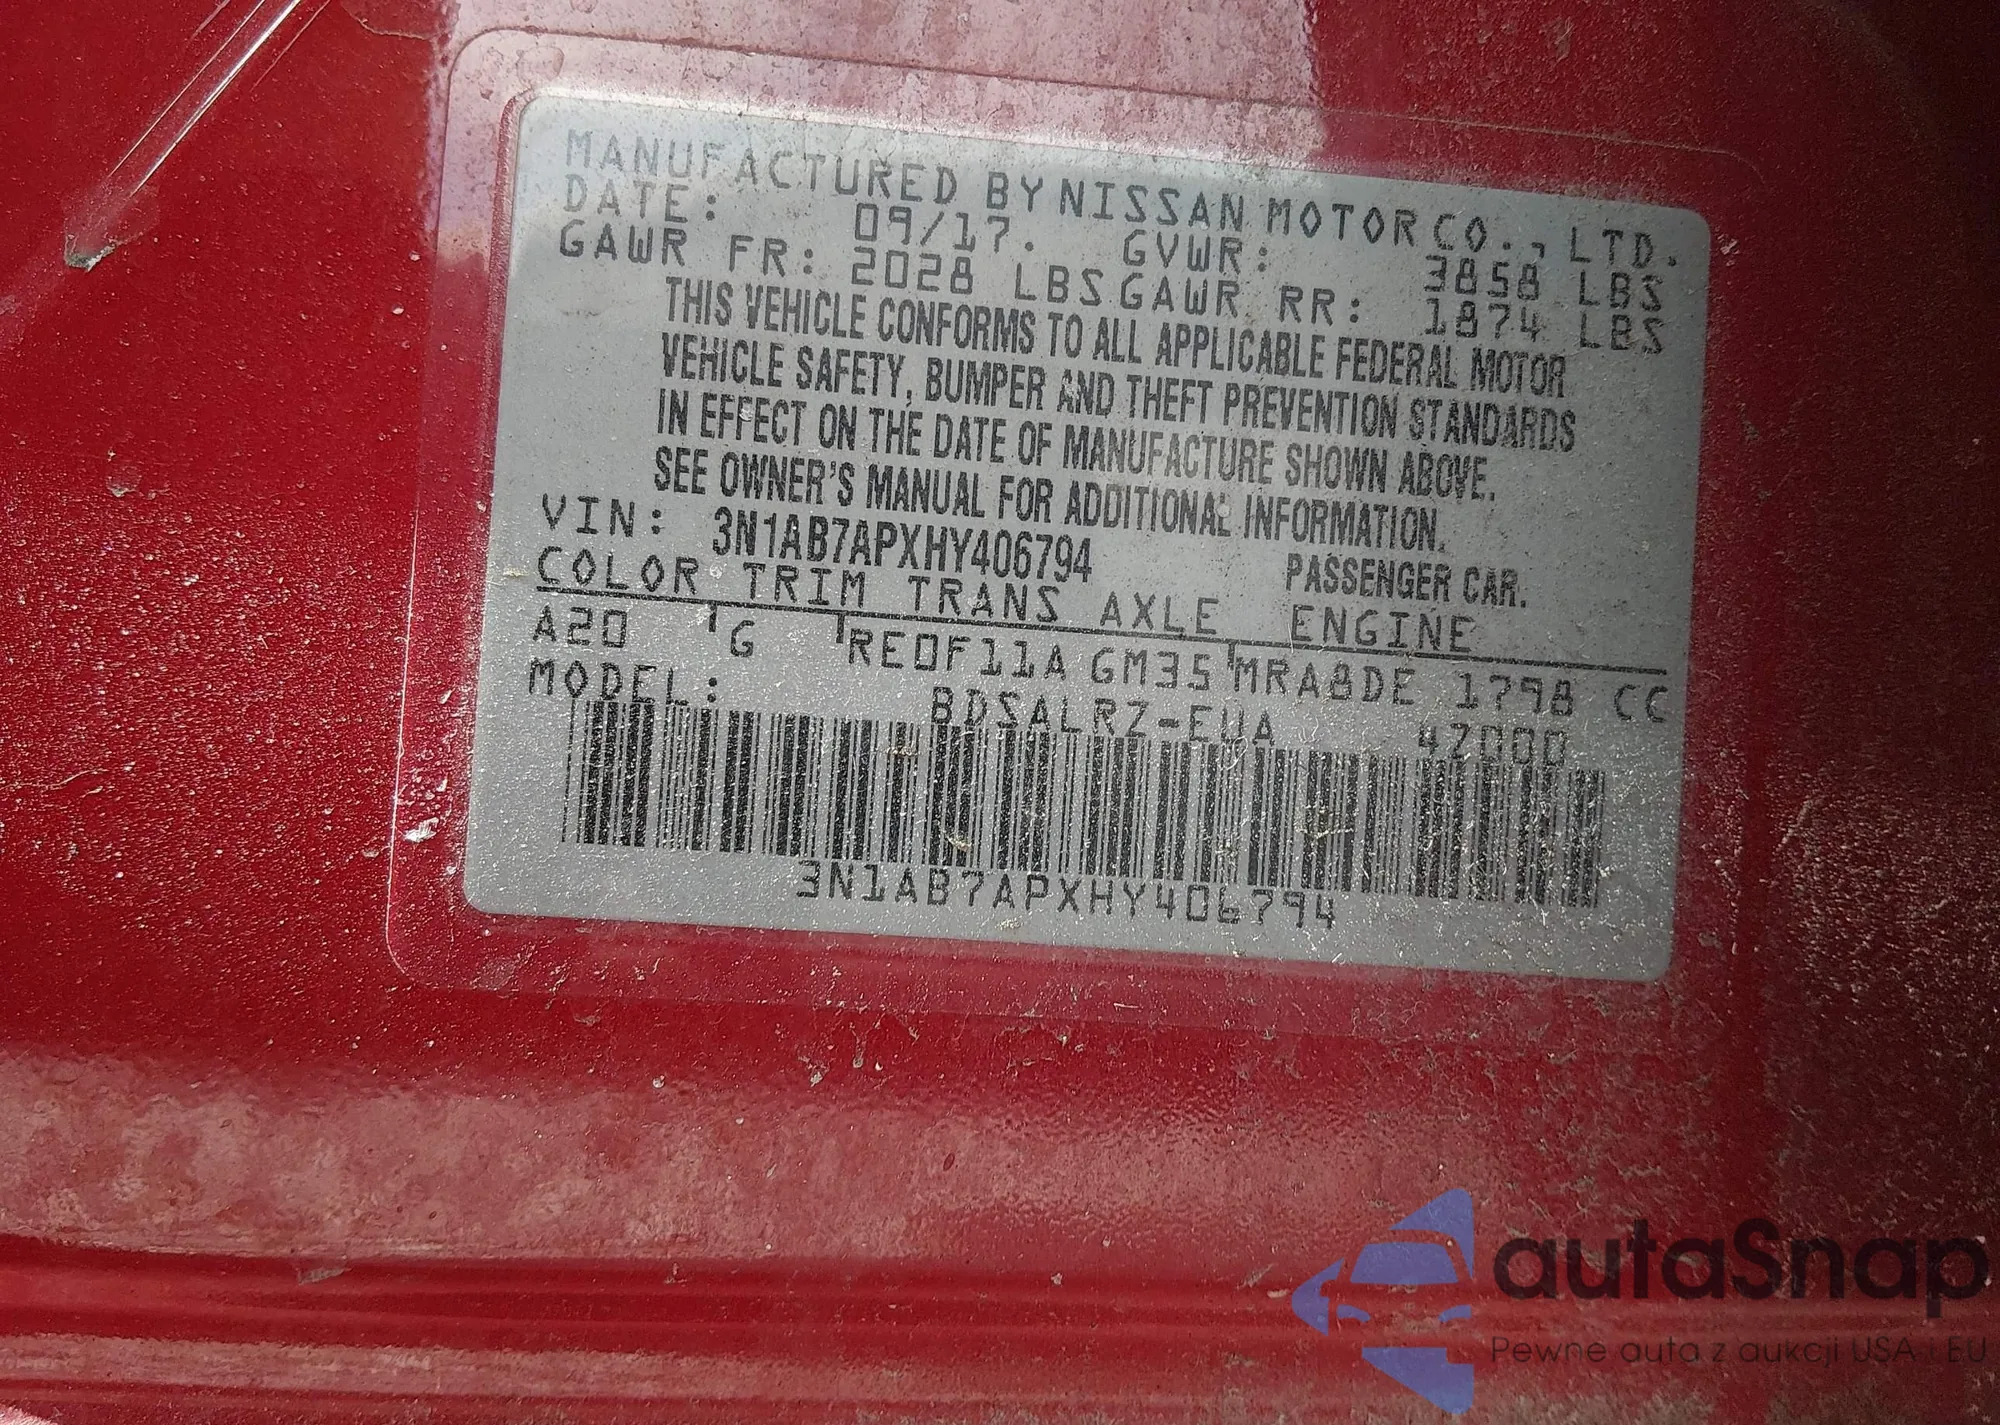 MANUFACTURED BY NISSAN MOTOR CO., LTD.
DATE: 09/17. GVWR: 3858 LBS
GAWR FR: 2028 LBS GAWR RR: 1874 LBS
THIS VEHICLE CONFORMS TO ALL APPLICABLE FEDERAL MOTOR
VEHICLE SAFETY, BUMPER AND THEFT PREVENTION STANDARDS
IN EFFECT ON THE DATE OF MANUFACTURE SHOWN ABOVE.
SEE OWNER'S MANUAL FOR ADDITIONAL INFORMATION.
VIN: 3N1AB7APXHY406794 PASSENGER CAR.
COLOR TRIM TRANS AXLE ENGINE
A20 G RE0F11A GM35 MRA8DE 1798 CC
MODEL: BDSALRZ-EUA 4Z000
3N1AB7APXHY406794
autaSnap
Pewne auta z aukcji USA i EU